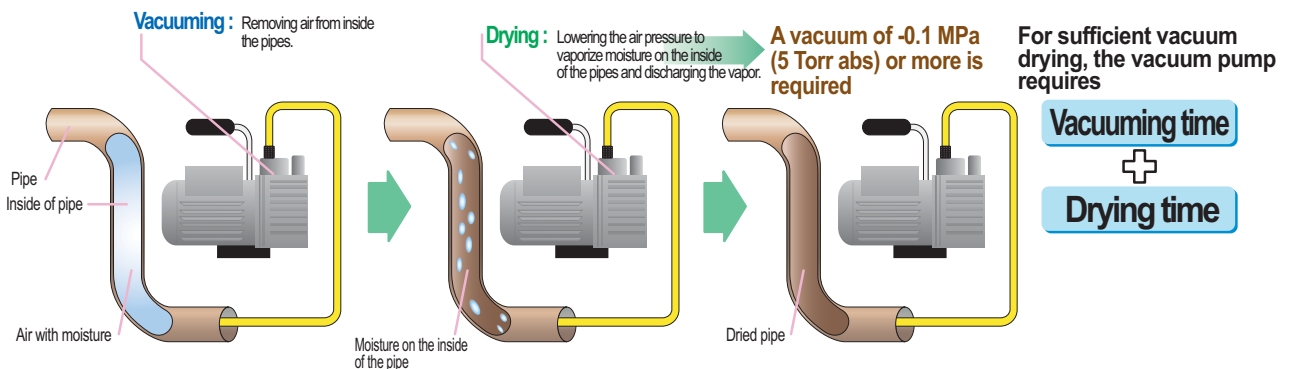 Vacuuming : Removing air from inside
the pipes.
Drying : Lowering the air pressure to
vaporize moisture on the inside
of the pipes and discharging the vapor.
A vacuum of -0.1 MPa
(5 Torr abs) or more is
required
For sufficient vacuum
drying, the vacuum pump
requires
Vacuuming time
Drying time
Pipe
Inside of pipe
Air with moisture
Moisture on the inside
of the pipe
Dried pipe